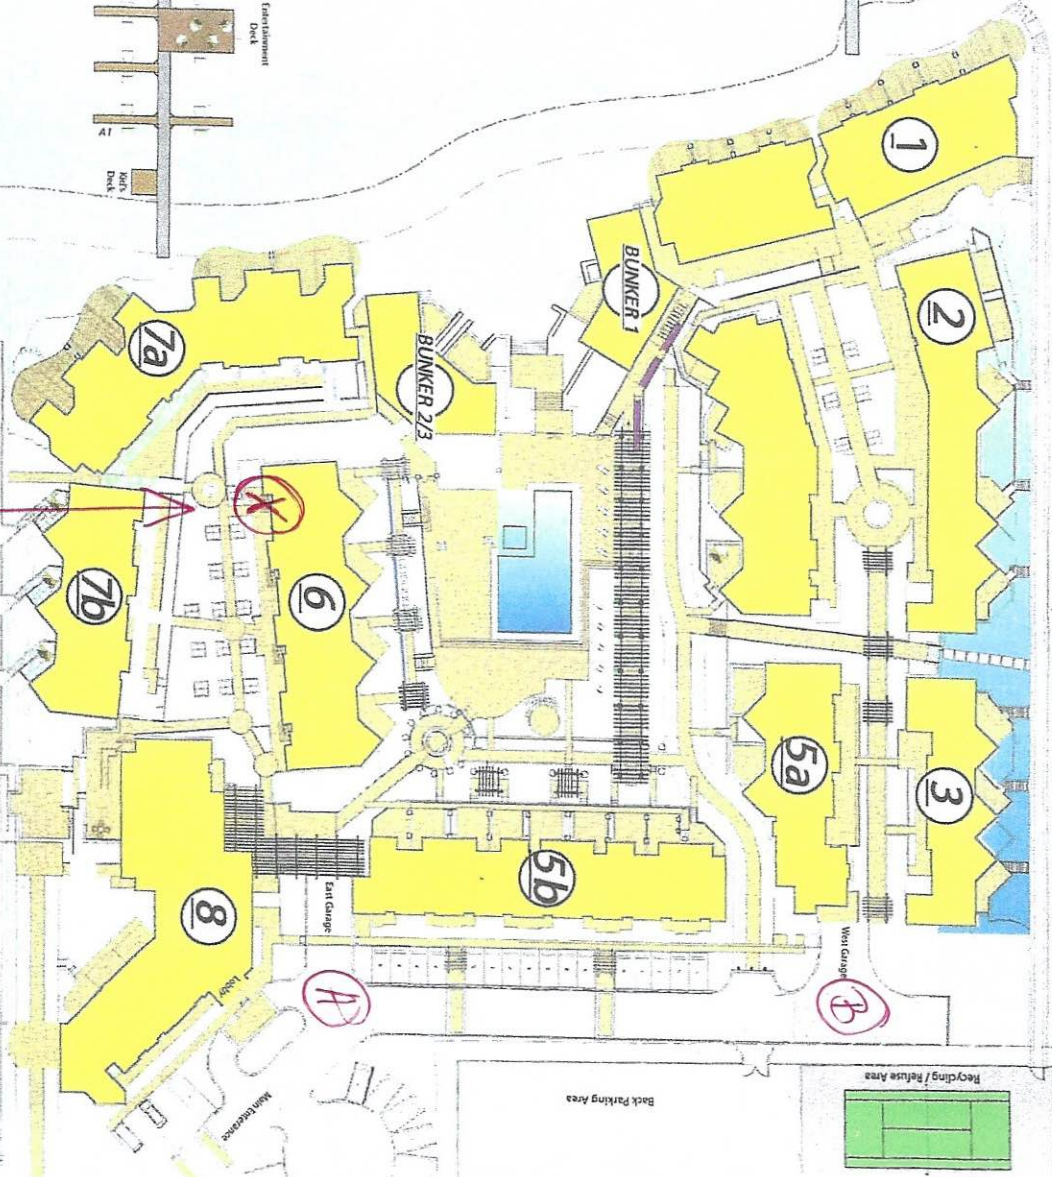 Entertainment
Deck
A1
Kid's
Deck
1
2
BUNKER 1
7a
BUNKER 2/3
X
7b
6
5a
3
5b
8
East Garage
West Garage
Lobby
A
B
Main Enterance
Back Parking Area
Recycling / Refuse Area